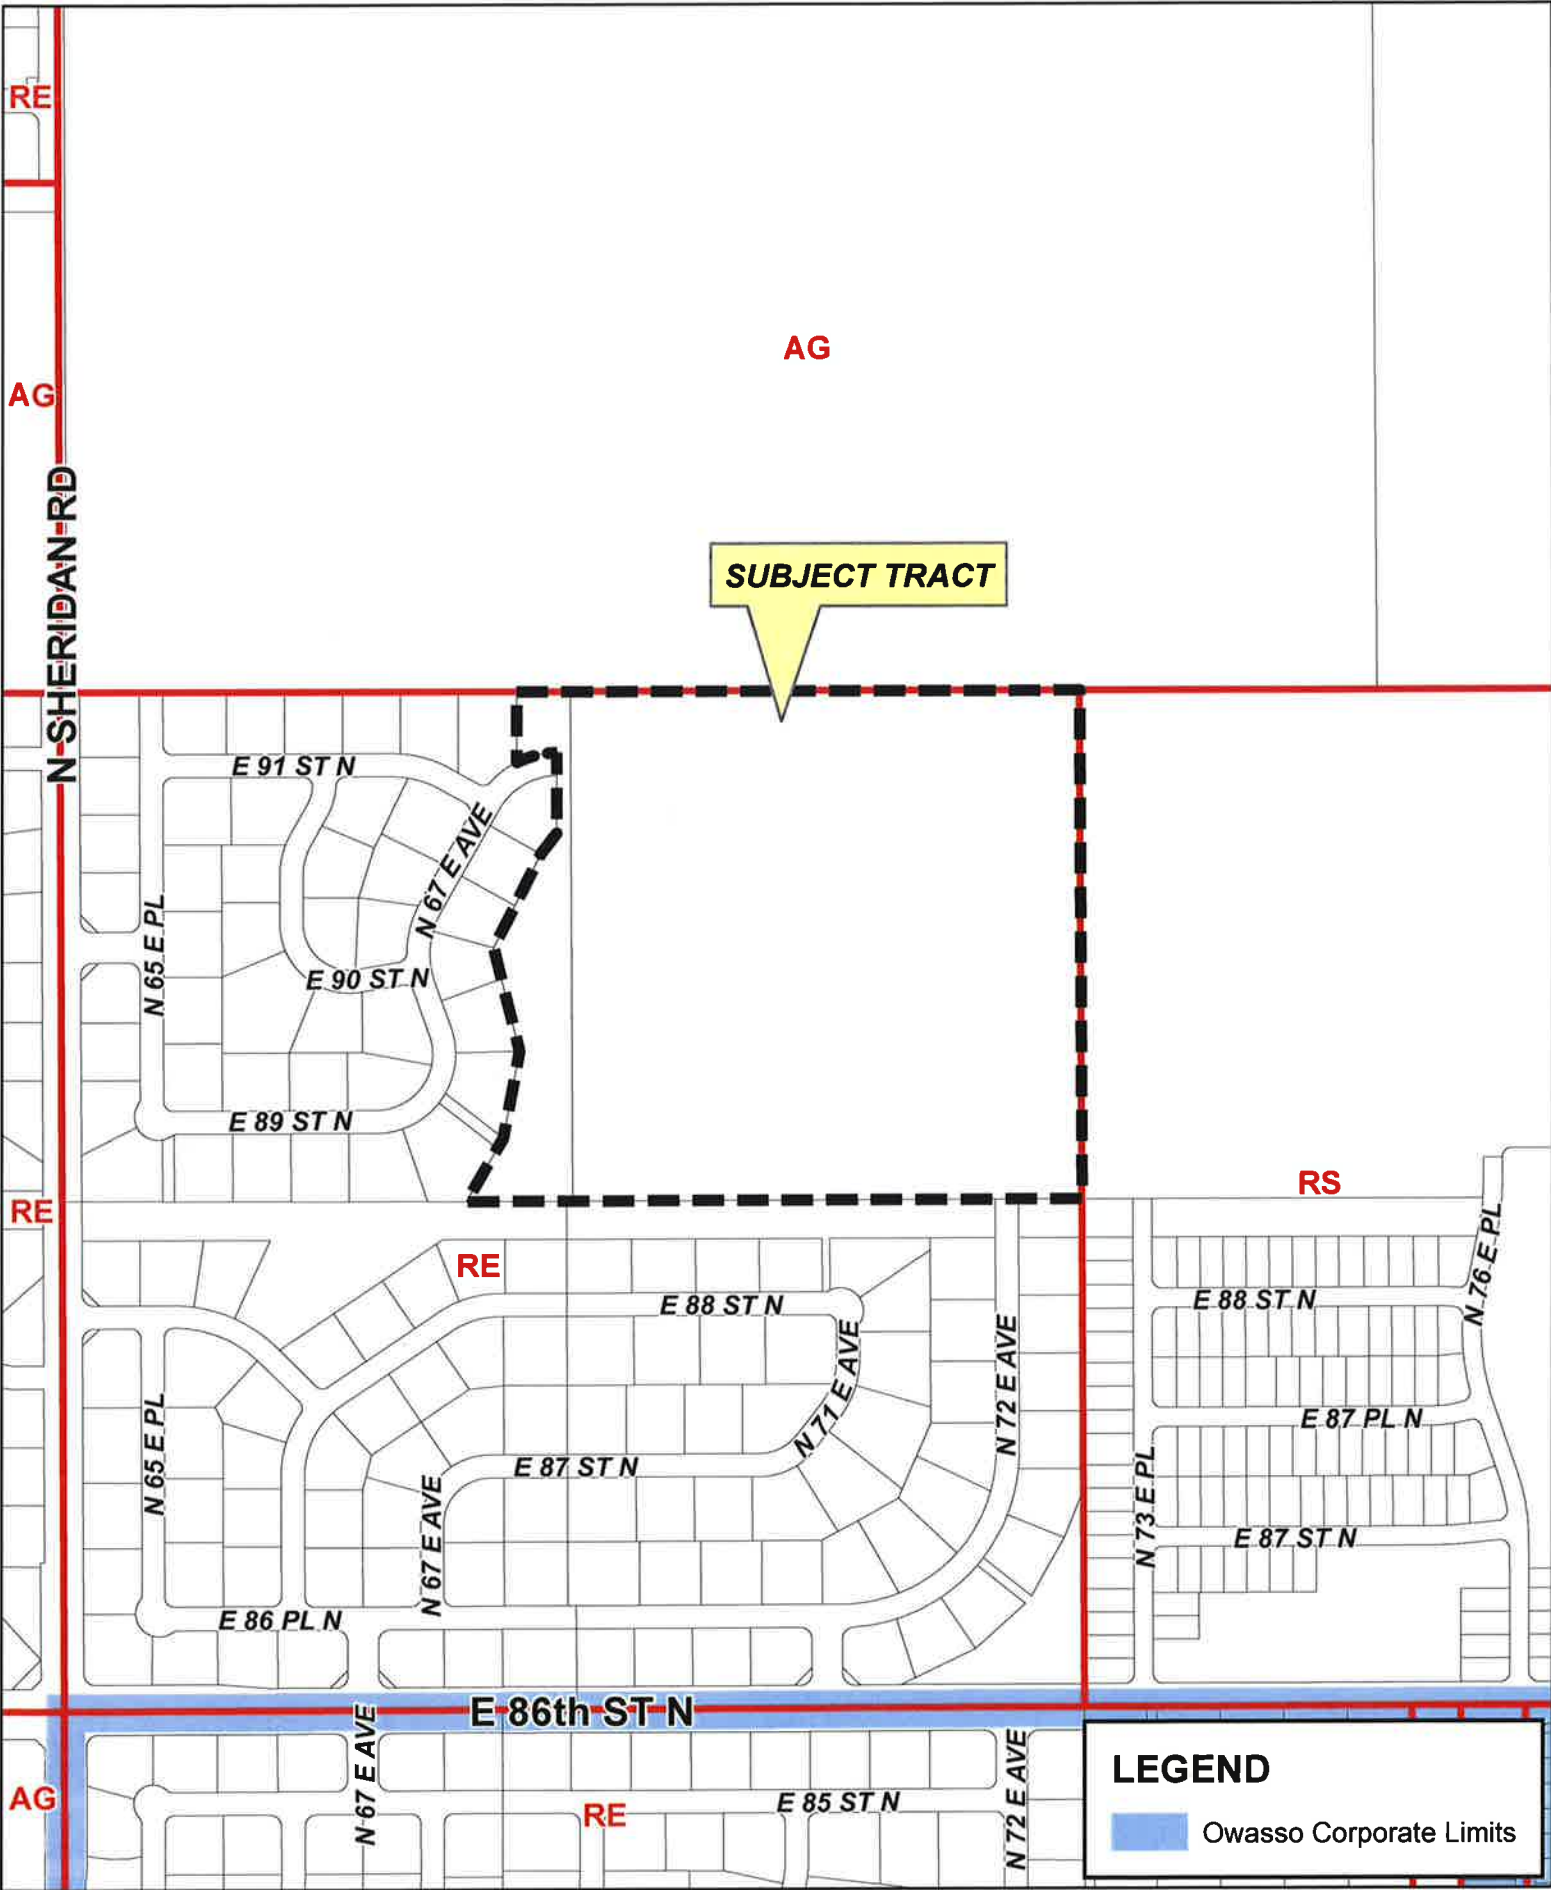 RE
AG
AG
N SHERIDAN RD
SUBJECT TRACT
E 91 ST N
N 67 E AVE
N 65 E PL
E 90 ST N
E 89 ST N
RE
RS
RE
N 76 E PL
E 88 ST N
E 88 ST N
N 71 E AVE
N 72 E AVE
N 65 E PL
E 87 PL N
E 87 ST N
N 67 E AVE
N 73 E PL
E 87 ST N
E 86 PL N
E 86th ST N
N 67 E AVE
N 72 E AVE
AG
RE
E 85 ST N
LEGEND
Owasso Corporate Limits